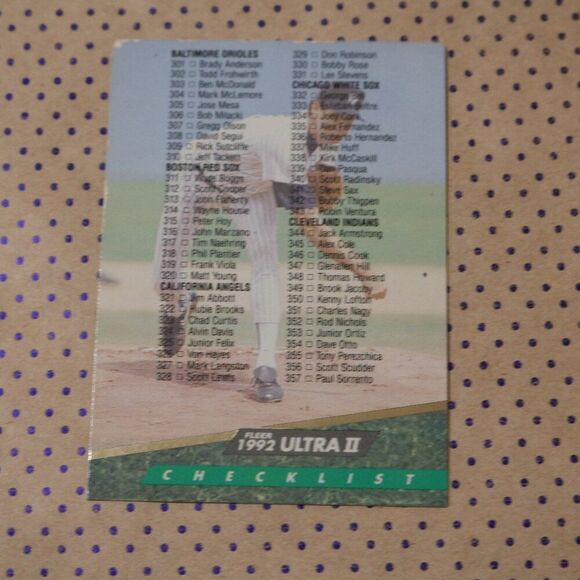 BALTIMORE ORIOLES
301 Brady Anderson
302 Todd Frohwirth
303 Ben McDonald
304 Mark McLemore
305 Jose Mesa
306 Bob Milacki
307 Gregg Olson
308 David Segui
309 Rick Sutcliffe
310 Jeff Tackett
BOSTON RED SOX
311 Wade Boggs
312 Scott Cooper
313 John Flaherty
314 Wayne Housie
315 Peter Hoy
316 John Marzano
317 Tim Naehring
318 Phil Plantier
319 Frank Viola
320 Matt Young
CALIFORNIA ANGELS
321 Jim Abbott
322 Hubie Brooks
323 Chad Curtis
324 Alvin Davis
325 Junior Felix
326 Von Hayes
327 Mark Langston
328 Scott Lewis
329 Don Robinson
330 Bobby Rose
331 Lee Stevens
CHICAGO WHITE SOX
332 George Bell
333 Esteban Beltre
334 Joey Cora
335 Alex Fernandez
336 Roberto Hernandez
337 Mike Huff
338 Kirk McCaskill
339 Dan Pasqua
340 Scott Radinsky
341 Steve Sax
342 Bobby Thigpen
343 Robin Ventura
CLEVELAND INDIANS
344 Jack Armstrong
345 Alex Cole
346 Dennis Cook
347 Glenallen Hill
348 Thomas Howard
349 Brook Jacoby
350 Kenny Lofton
351 Charles Nagy
352 Rod Nichols
353 Junior Ortiz
354 Dave Otto
355 Tony Perezchica
356 Scott Scudder
357 Paul Sorrento
FLEER
1992 ULTRA II
CHECKLIST